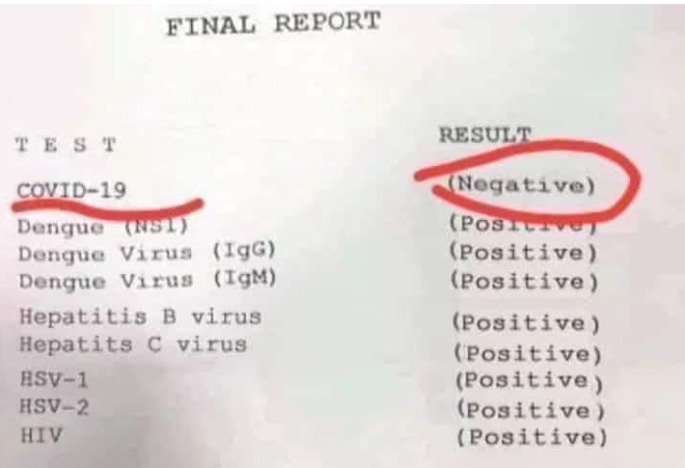 FINAL REPORT
T E S T RESULT
COVID-19 (Negative)
Dengue (NS1) (Positive)
Dengue Virus (IgG) (Positive)
Dengue Virus (IgM) (Positive)
Hepatitis B virus (Positive)
Hepatits C virus (Positive)
HSV-1 (Positive)
HSV-2 (Positive)
HIV (Positive)